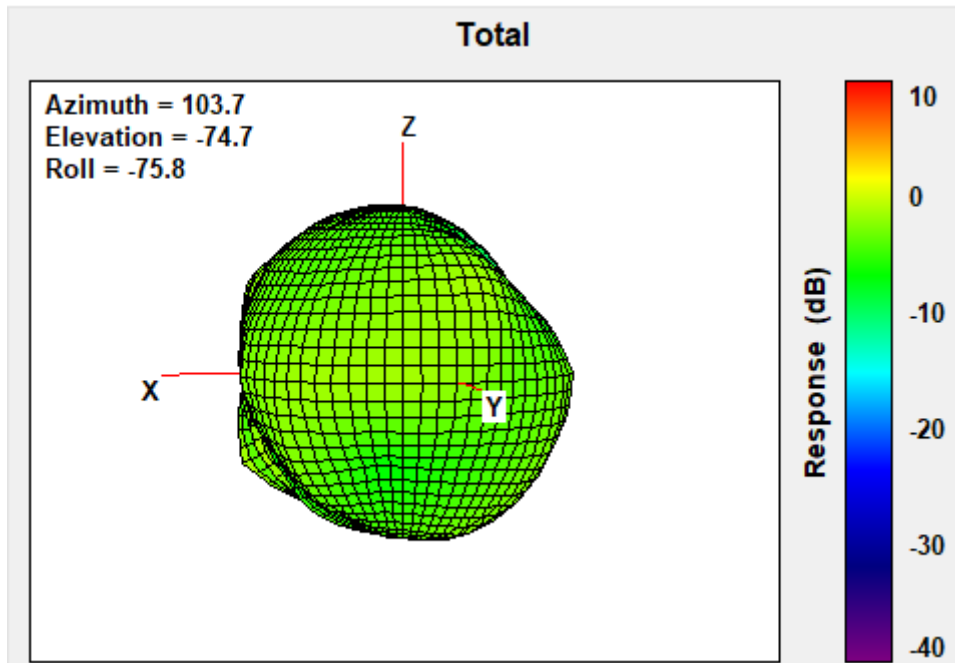 Total
Azimuth = 103.7
Elevation = -74.7
Roll = -75.8
Z
X
Y
10
0
-10
-20
-30
-40
Response (dB)